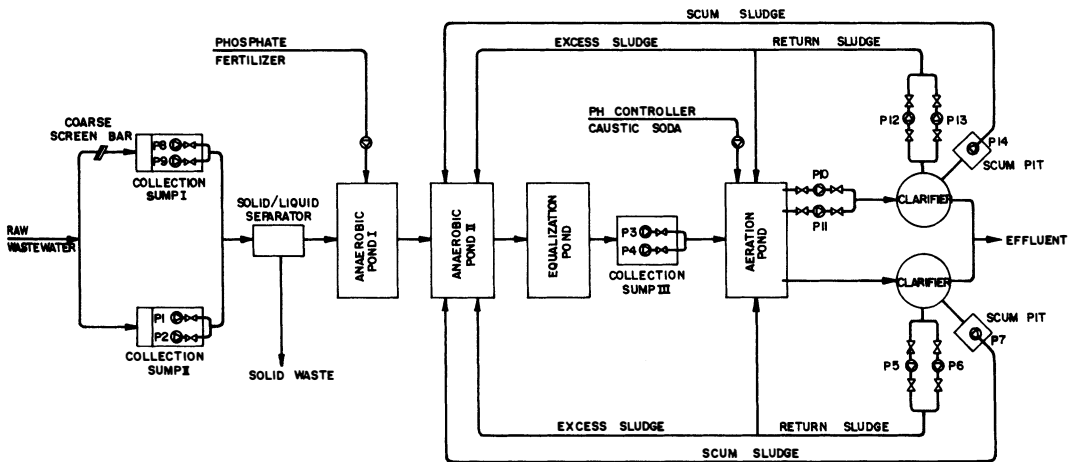 SCUM SLUDGE
PHOSPHATE
FERTILIZER
EXCESS SLUDGE
RETURN SLUDGE
PH CONTROLLER
CAUSTIC SODA
P12
P13
P14
SCUM PIT
COARSE
SCREEN BAR
P8
P9
COLLECTION
SUMP I
SOLID/LIQUID
SEPARATOR
RAW
WASTEWATER
ANAEROBIC
POND I
ANAEROBIC
POND II
EQUALIZATION
POND
P3
P4
COLLECTION
SUMP III
AERATION
POND
P10
P11
CLARIFIER
EFFLUENT
CLARIFIER
SCUM PIT
P7
P1
P2
COLLECTION
SUMP II
SOLID WASTE
P5
P6
EXCESS SLUDGE
RETURN SLUDGE
SCUM SLUDGE